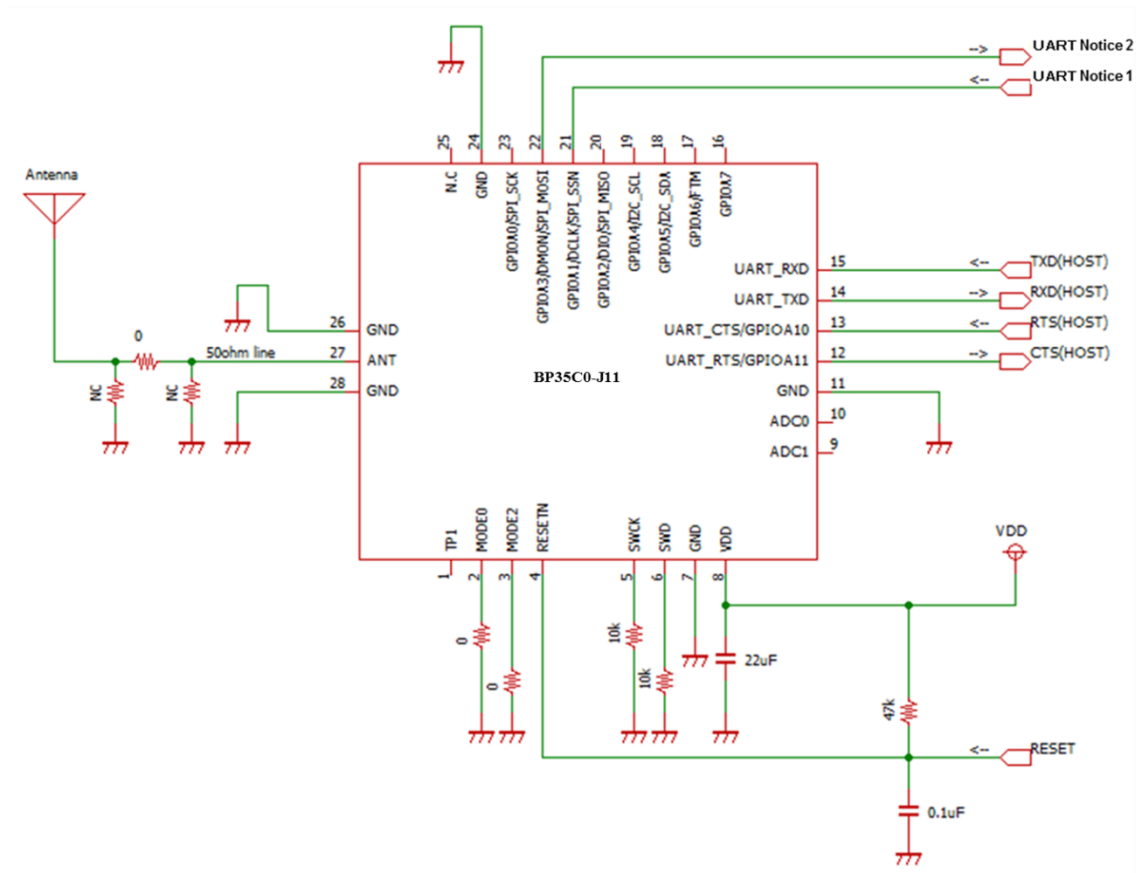 UART Notice 2
-->
UART Notice 1
<--
25
24
23
22
21
20
19
18
17
16
N.C
GND
GPIOA0/SPI_SCK
GPIOA3/DMON/SPI_MOSI
GPIOA1/DCLK/SPI_SSN
GPIOA2/DIO/SPI_MISO
GPIOA4/I2C_SCL
GPIOA5/I2C_SDA
GPIOA6/FTM
GPIOA7
Antenna
UART_RXD 15 <-- TXD(HOST)
UART_TXD 14 --> RXD(HOST)
UART_CTS/GPIOA10 13 <-- RTS(HOST)
UART_RTS/GPIOA11 12 --> CTS(HOST)
GND 11
ADC0 10
ADC1 9
26 GND
0
50ohm line
27 ANT
28 GND
NC
NC
BP35C0-J11
TP1
MODE0
MODE2
RESETN
SWCK
SWD
GND
VDD
1
2
3
4
5
6
7
8
VDD
0
0
10k
10k
22uF
47k
<-- RESET
0.1uF